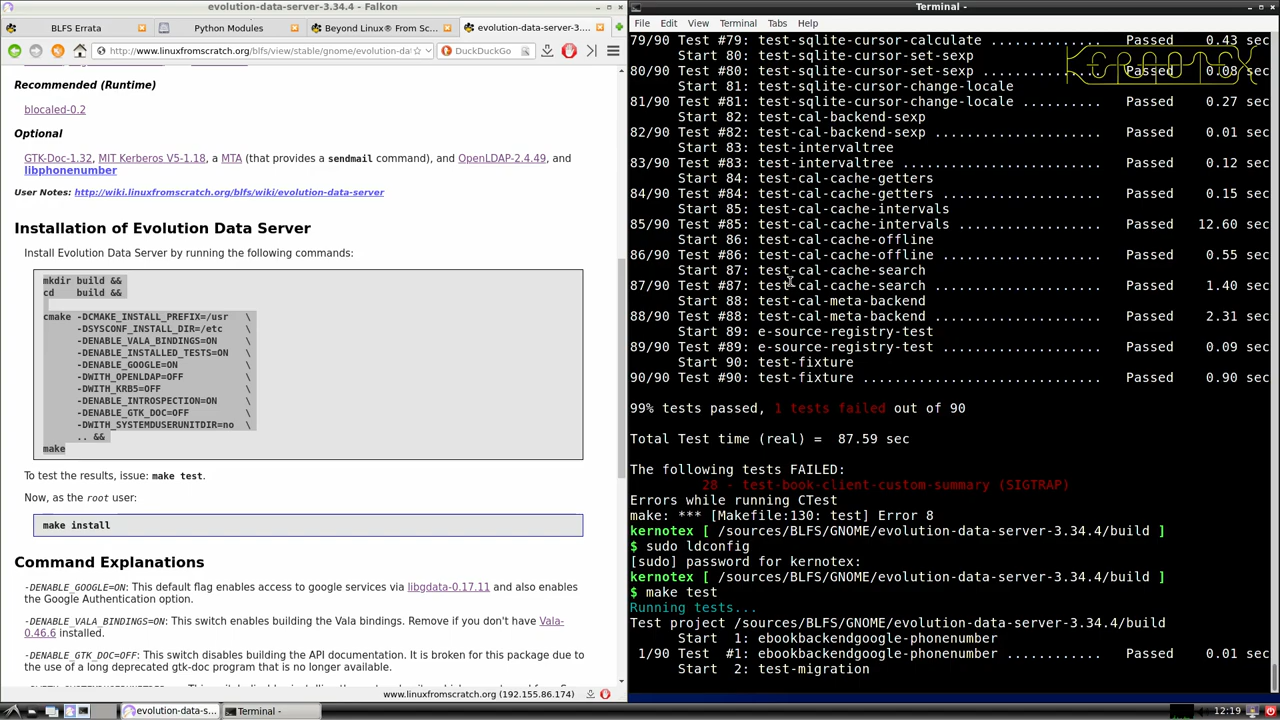 evolution-data-server-3.34.4 - Falkon
BLFS Errata
Python Modules
Beyond Linux® From Sc...
evolution-data-server-3....
http://www.linuxfromscratch.org/blfs/view/stable/gnome/evolution-da
DuckDuckGo
Recommended (Runtime)
blocaled-0.2
Optional
GTK-Doc-1.32, MIT Kerberos V5-1.18, a MTA (that provides a sendmail command), and OpenLDAP-2.4.49, and
libphonenumber
User Notes: http://wiki.linuxfromscratch.org/blfs/wiki/evolution-data-server
Installation of Evolution Data Server
Install Evolution Data Server by running the following commands:
mkdir build &&
cd    build &&
cmake -DCMAKE_INSTALL_PREFIX=/usr   \
-DSYSCONF_INSTALL_DIR=/etc    \
-DENABLE_VALA_BINDINGS=ON     \
-DENABLE_INSTALLED_TESTS=ON   \
-DENABLE_GOOGLE=ON            \
-DWITH_OPENLDAP=OFF           \
-DWITH_KRB5=OFF               \
-DENABLE_INTROSPECTION=ON     \
-DENABLE_GTK_DOC=OFF          \
-DWITH_SYSTEMDUSERUNITDIR=no  \
.. &&
make
To test the results, issue: make test.
Now, as the root user:
make install
Command Explanations
-DENABLE_GOOGLE=ON: This default flag enables access to google services via libgdata-0.17.11 and also enables
the Google Authentication option.
-DENABLE_VALA_BINDINGS=ON: This switch enables building the Vala bindings. Remove if you don't have Vala-
0.46.6 installed.
-DENABLE_GTK_DOC=OFF: This switch disables building the API documentation. It is broken for this package due to
the use of a long deprecated gtk-doc program that is no longer available.
www.linuxfromscratch.org (192.155.86.174)
Terminal -
File Edit View Terminal Tabs Help
KERNOTEX
79/90 Test #79: test-sqlite-cursor-calculate ............   Passed    0.43 sec
Start 80: test-sqlite-cursor-set-sexp
80/90 Test #80: test-sqlite-cursor-set-sexp .............   Passed    0.08 sec
Start 81: test-sqlite-cursor-change-locale
81/90 Test #81: test-sqlite-cursor-change-locale ..........   Passed    0.27 sec
Start 82: test-cal-backend-sexp
82/90 Test #82: test-cal-backend-sexp ....................   Passed    0.01 sec
Start 83: test-intervaltree
83/90 Test #83: test-intervaltree ........................   Passed    0.12 sec
Start 84: test-cal-cache-getters
84/90 Test #84: test-cal-cache-getters ...................   Passed    0.15 sec
Start 85: test-cal-cache-intervals
85/90 Test #85: test-cal-cache-intervals .................   Passed   12.60 sec
Start 86: test-cal-cache-offline
86/90 Test #86: test-cal-cache-offline ...................   Passed    0.55 sec
Start 87: test-cal-cache-search
87/90 Test #87: test-cal-cache-search ....................   Passed    1.40 sec
Start 88: test-cal-meta-backend
88/90 Test #88: test-cal-meta-backend ....................   Passed    2.31 sec
Start 89: e-source-registry-test
89/90 Test #89: e-source-registry-test ...................   Passed    0.09 sec
Start 90: test-fixture
90/90 Test #90: test-fixture .............................   Passed    0.90 sec
99% tests passed, 1 tests failed out of 90
Total Test time (real) =  87.59 sec
The following tests FAILED:
28 - test-book-client-custom-summary (SIGTRAP)
Errors while running CTest
make: *** [Makefile:130: test] Error 8
kernotex [ /sources/BLFS/GNOME/evolution-data-server-3.34.4/build ]
$ sudo ldconfig
[sudo] password for kernotex:
kernotex [ /sources/BLFS/GNOME/evolution-data-server-3.34.4/build ]
$ make test
Running tests...
Test project /sources/BLFS/GNOME/evolution-data-server-3.34.4/build
Start  1: ebookbackendgoogle-phonenumber
1/90 Test  #1: ebookbackendgoogle-phonenumber ............   Passed    0.01 sec
Start  2: test-migration
evolution-data-s...
Terminal -
12:19